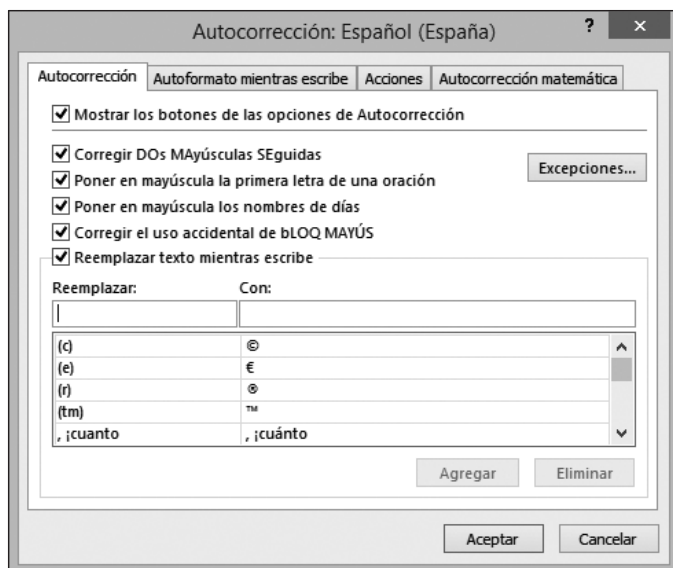 Autocorrección: Español (España) ? ×
Autocorrección Autoformato mientras escribe Acciones Autocorrección matemática
Mostrar los botones de las opciones de Autocorrección
Corregir DOs MAyúsculas SEguidas
Excepciones...
Poner en mayúscula la primera letra de una oración
Poner en mayúscula los nombres de días
Corregir el uso accidental de bLOQ MAYÚS
Reemplazar texto mientras escribe
Reemplazar: Con:
(c) ©
(e) €
(r) ®
(tm) ™
, ¡cuanto , ¡cuánto
Agregar Eliminar
Aceptar Cancelar